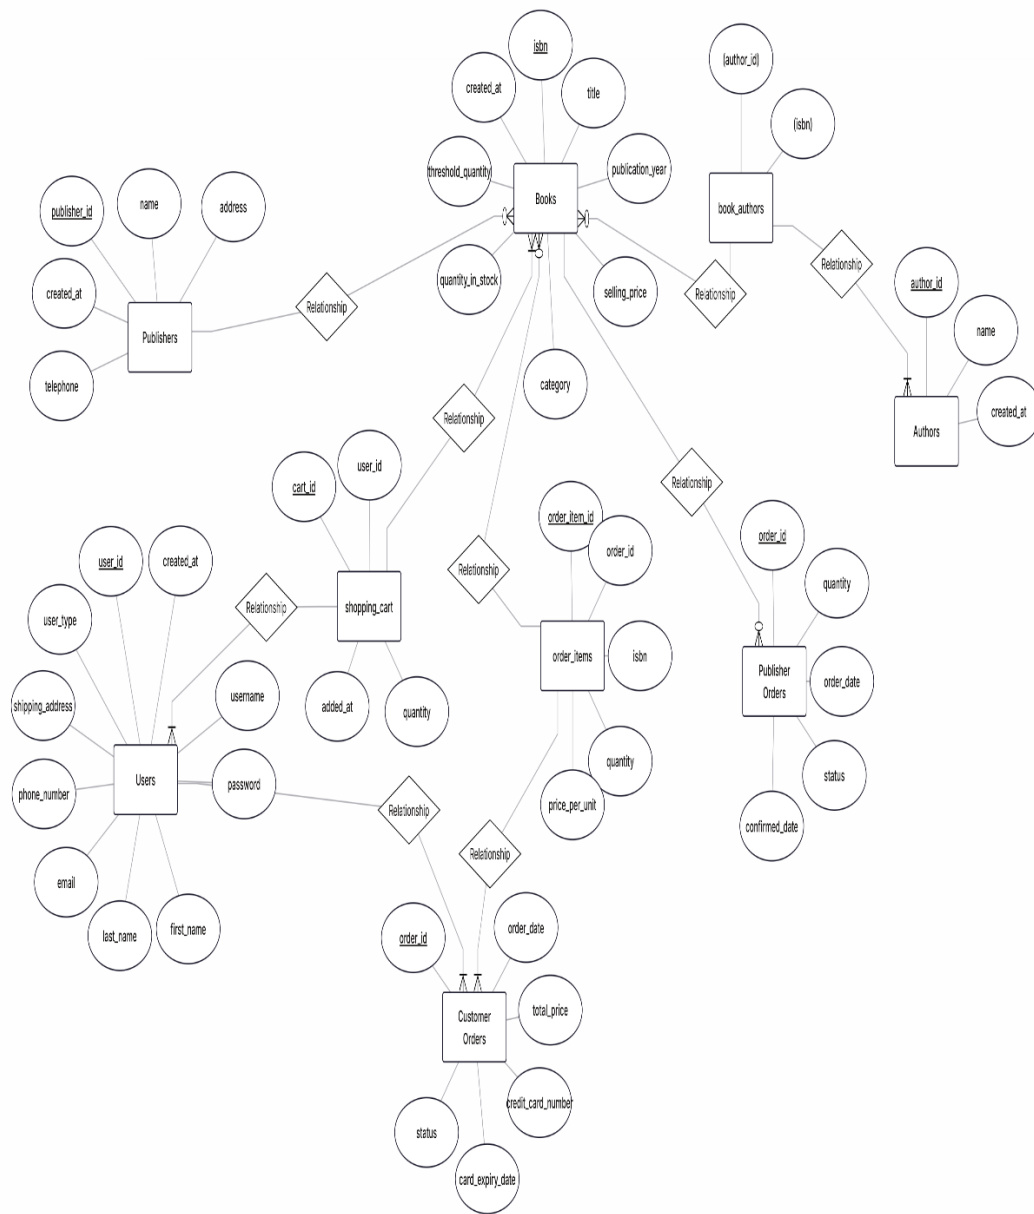 isbn
created_at
title
threshold_quantity
publication_year
Books
quantity_in_stock
selling_price
category
(author_id)
(isbn)
book_authors
Relationship
Relationship
author_id
name
created_at
Authors
publisher_id
name
address
created_at
telephone
Publishers
Relationship
Relationship
cart_id
user_id
shopping_cart
added_at
quantity
Relationship
user_id
created_at
user_type
shipping_address
username
Users
phone_number
password
email
last_name
first_name
Relationship
Relationship
order_item_id
order_id
order_items
isbn
quantity
price_per_unit
Relationship
Relationship
order_id
quantity
Publisher
Orders
order_date
status
confirmed_date
order_id
order_date
Customer
Orders
total_price
credit_card_number
status
card_expiry_date